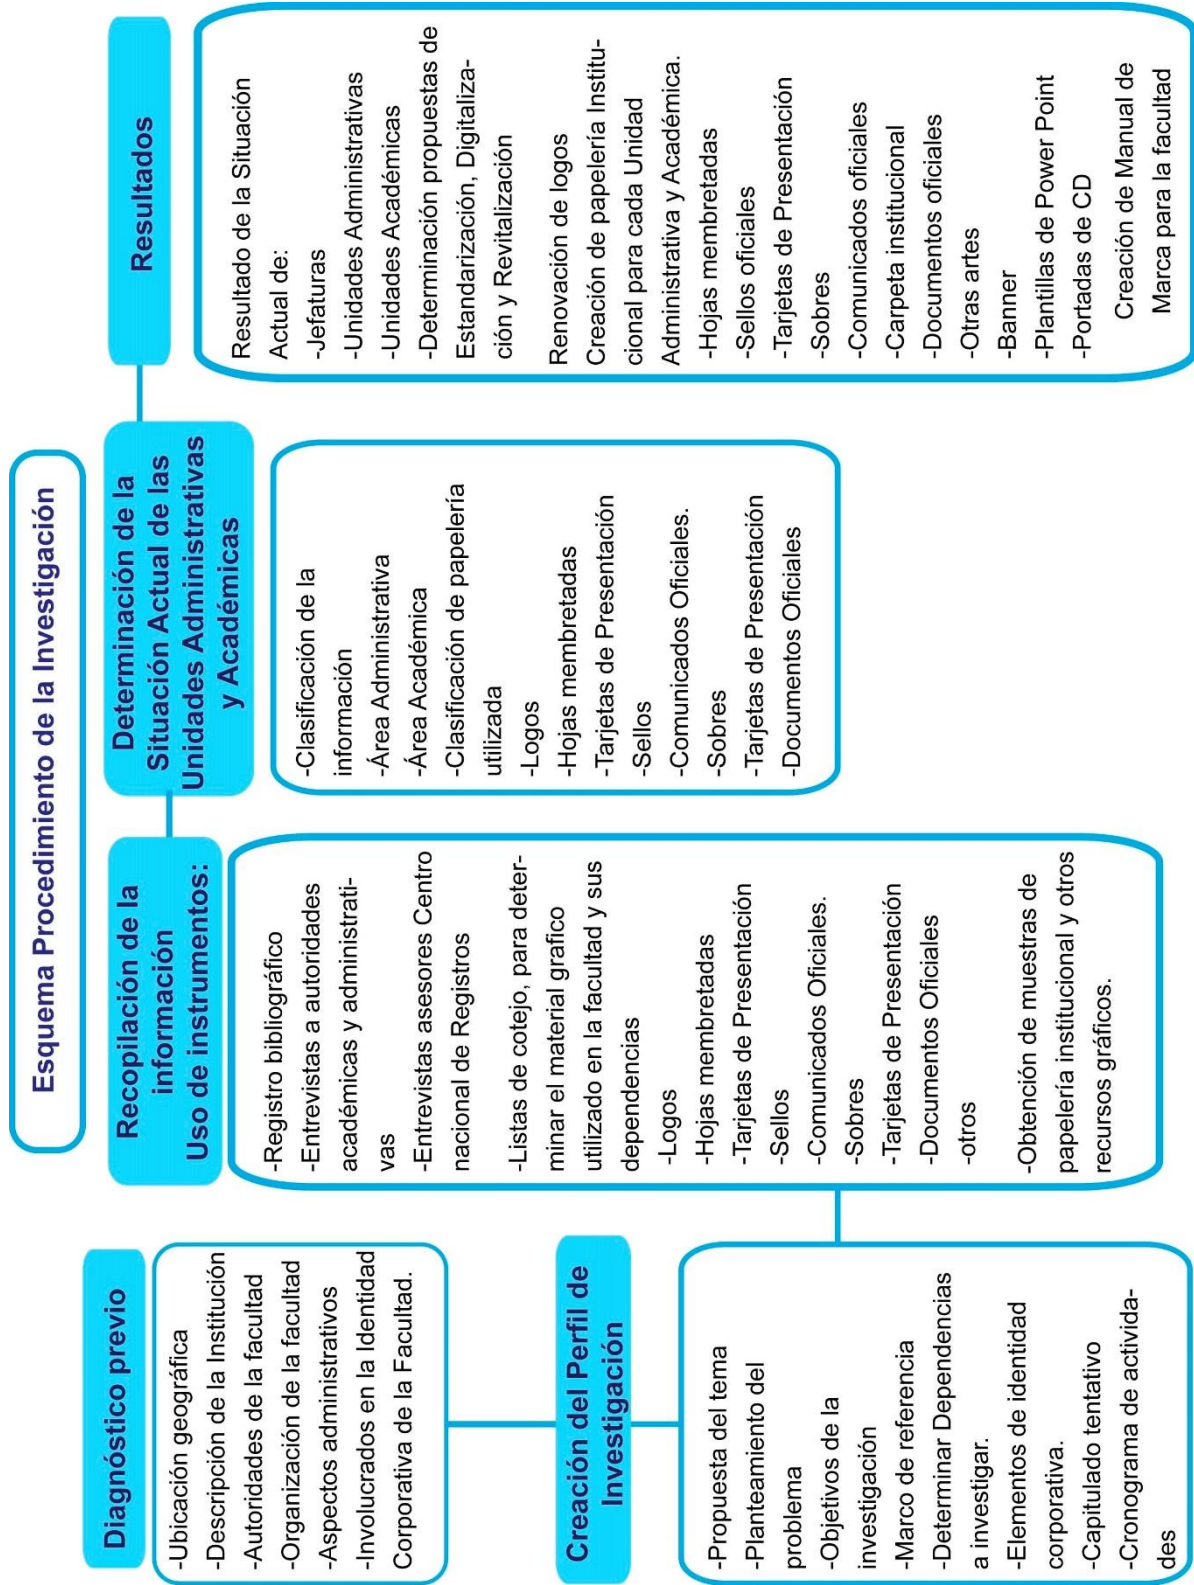 Esquema Procedimiento de la Investigación
Diagnóstico previo
-Ubicación geográfica
-Descripción de la Institución
-Autoridades de la facultad
-Organización de la facultad
-Aspectos administrativos
-Involucrados en la Identidad
Corporativa de la Facultad.
Creación del Perfil de
Investigación
-Propuesta del tema
-Planteamiento del
problema
-Objetivos de la
investigación
-Marco de referencia
-Determinar Dependencias
a investigar.
-Elementos de identidad
corporativa.
-Capitulado tentativo
-Cronograma de activida-
des
Recopilación de la
información
Uso de instrumentos:
-Registro bibliográfico
-Entrevistas a autoridades
académicas y administrati-
vas
-Entrevistas asesores Centro
nacional de Registros
-Listas de cotejo, para deter-
minar el material grafico
utilizado en la facultad y sus
dependencias
-Logos
-Hojas membretadas
-Tarjetas de Presentación
-Sellos
-Comunicados Oficiales.
-Sobres
-Tarjetas de Presentación
-Documentos Oficiales
-otros
-Obtención de muestras de
papelería institucional y otros
recursos gráficos.
Determinación de la
Situación Actual de las
Unidades Administrativas
y Académicas
-Clasificación de la
información
-Área Administrativa
-Área Académica
-Clasificación de papelería
utilizada
-Logos
-Hojas membretadas
-Tarjetas de Presentación
-Sellos
-Comunicados Oficiales.
-Sobres
-Tarjetas de Presentación
-Documentos Oficiales
Resultados
Resultado de la Situación
Actual de:
-Jefaturas
-Unidades Administrativas
-Unidades Académicas
-Determinación propuestas de
Estandarización, Digitaliza-
ción y Revitalización
Renovación de logos
Creación de papelería Institu-
cional para cada Unidad
Administrativa y Académica.
-Hojas membretadas
-Sellos oficiales
-Tarjetas de Presentación
-Sobres
-Comunicados oficiales
-Carpeta institucional
-Documentos oficiales
-Otras artes
-Banner
-Plantillas de Power Point
-Portadas de CD
Creación de Manual de
Marca para la facultad